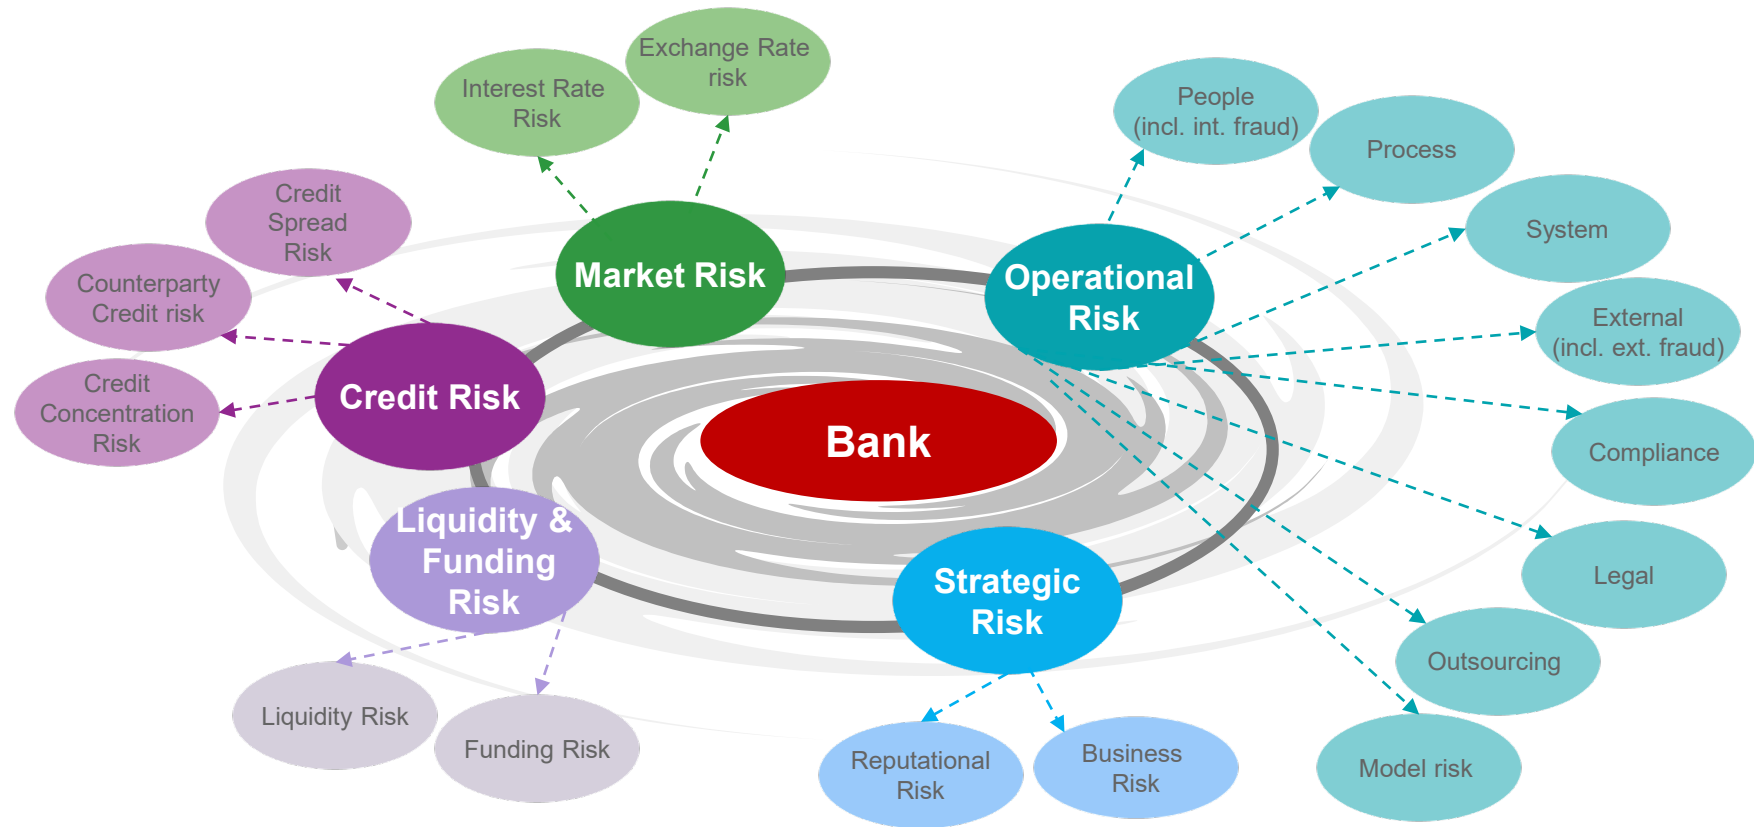 Exchange Rate
risk
Interest Rate
Risk
People
(incl. int. fraud)
Process
Credit
Spread
Risk
System
Market Risk
Operational
Risk
Counterparty
Credit risk
External
(incl. ext. fraud)
Credit Risk
Credit
Concentration
Risk
Bank
Compliance
Liquidity &
Funding
Risk
Strategic
Risk
Legal
Outsourcing
Liquidity Risk
Funding Risk
Reputational
Risk
Business
Risk
Model risk